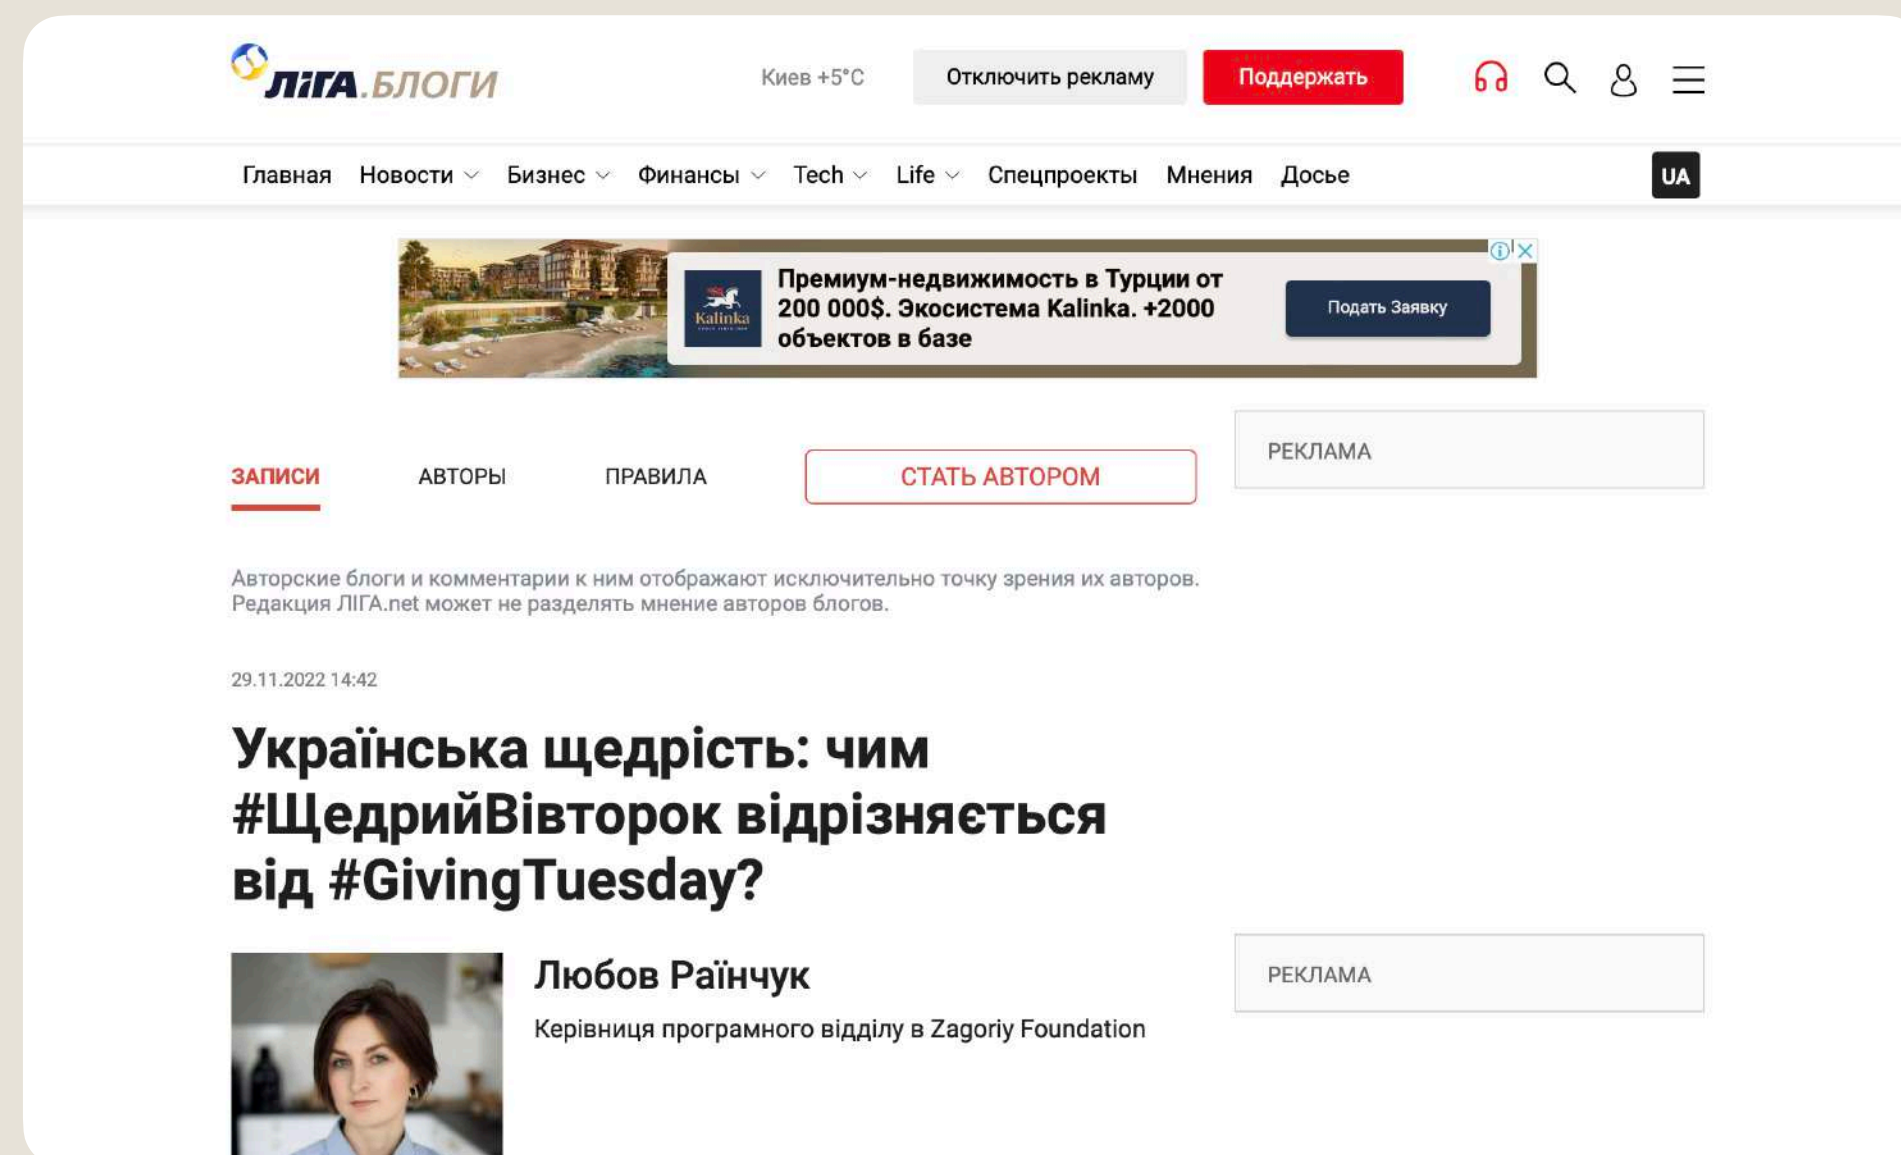 ЛІГА.БЛОГИ
Киев +5°C
Отключить рекламу
Поддержать
Главная Новости Бизнес Финансы Tech Life Спецпроекты Мнения Досье
UA
Kalinka
Премиум-недвижимость в Турции от
200 000$. Экосистема Kalinka. +2000
объектов в базе
Подать Заявку
РЕКЛАМА
ЗАПИСИ АВТОРЫ ПРАВИЛА СТАТЬ АВТОРОМ
Авторские блоги и комментарии к ним отображают исключительно точку зрения их авторов.
Редакция ЛІГА.net может не разделять мнение авторов блогов.
29.11.2022 14:42
Українська щедрість: чим
#ЩедрийВівторок відрізняється
від #GivingTuesday?
Любов Раїнчук
Керівниця програмного відділу в Zagoriy Foundation
РЕКЛАМА